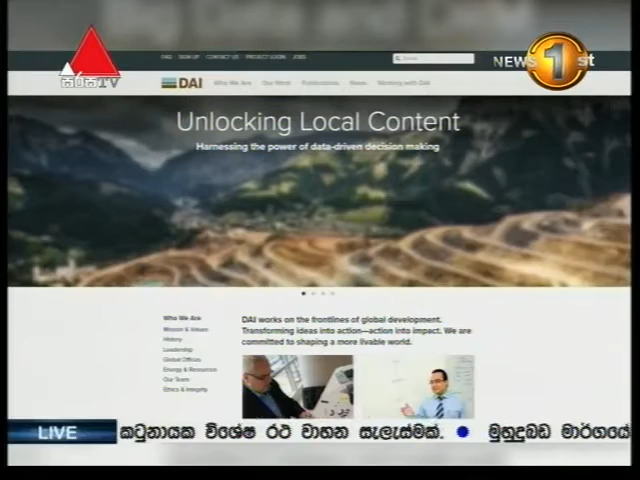 සිරස TV
NEWS 1st
FAQ SIGN UP CONTACT US PROJECT LOGIN JOBS
DAI Who We Are Our Work Publications News Working with DAI
Unlocking Local Content
Harnessing the power of data-driven decision making
Who We Are
Mission & Values
History
Leadership
Global Offices
Energy & Resources
Our Team
Ethics & Integrity
DAI works on the frontlines of global development.
Transforming ideas into action—action into impact. We are
committed to shaping a more livable world.
LIVE කටුනායක විශේෂ රථ වාහන සැලැස්මක්. මුහුදුබඩ මාර්ගයේ